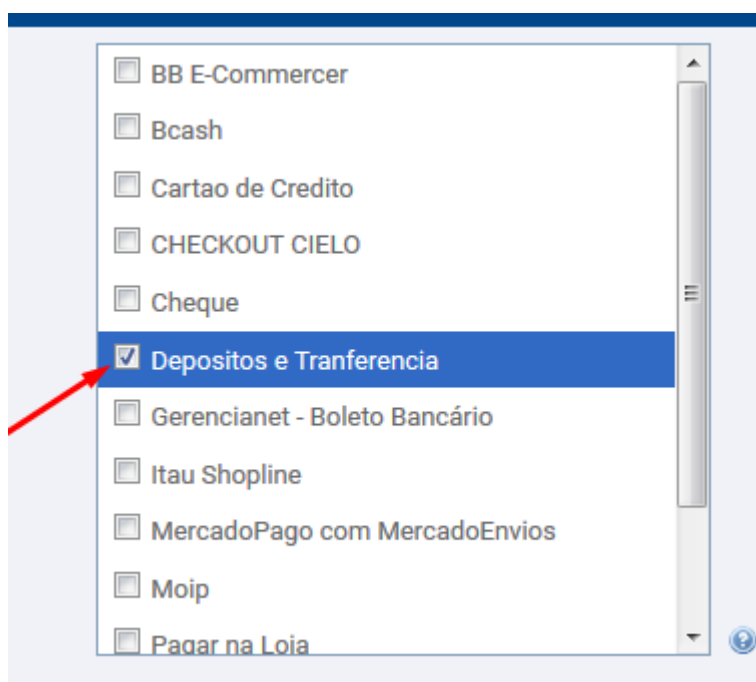 BB E-Commercer
Bcash
Cartao de Credito
CHECKOUT CIELO
Cheque
Depositos e Tranferencia
Gerencianet - Boleto Bancário
Itau Shopline
MercadoPago com MercadoEnvios
Moip
Pagar na Loja